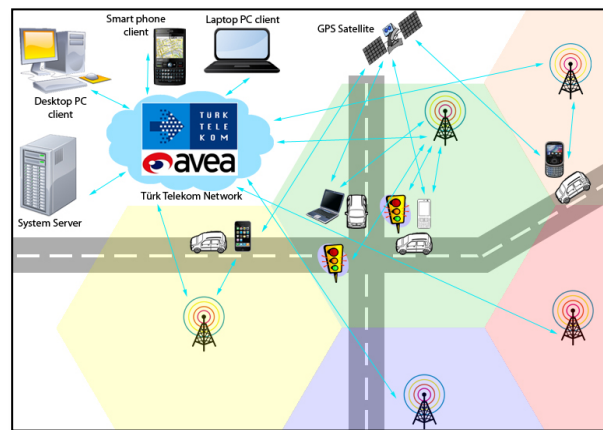 Smart phone
client
Laptop PC client
GPS Satellite
Desktop PC
client
TÜRK
TELE
KOM
avea
System Server
Türk Telekom Network